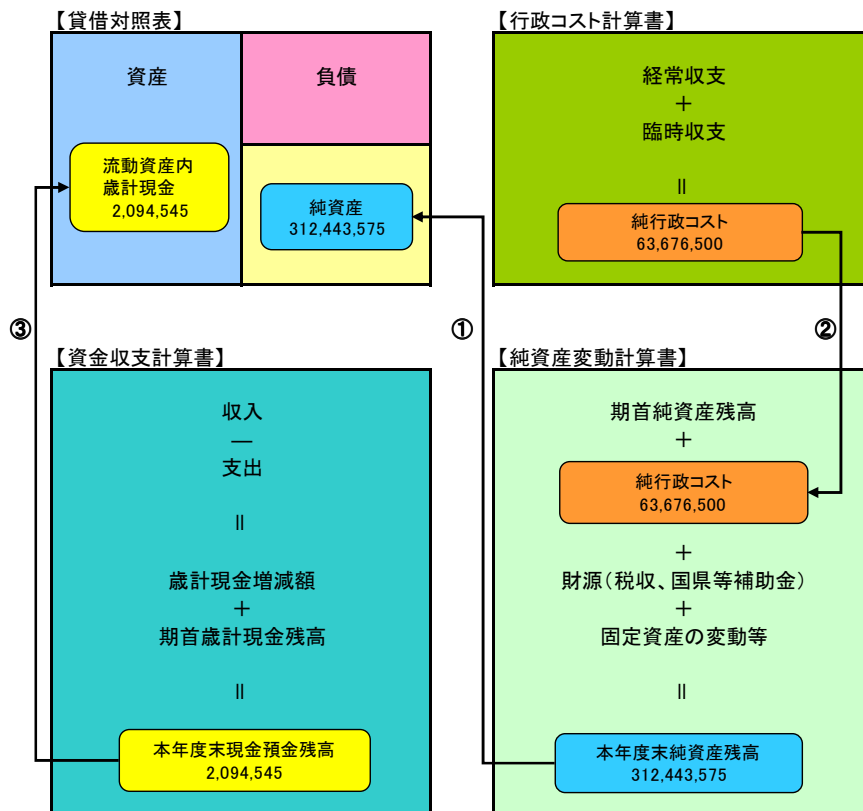 【貸借対照表】
資産
負債
流動資産内
歳計現金
2,094,545
純資産
312,443,575
【行政コスト計算書】
経常収支
＋
臨時収支
॥
純行政コスト
63,676,500
③
①
②
【資金収支計算書】
収入
―
支出
॥
歳計現金増減額
＋
期首歳計現金残高
॥
本年度末現金預金残高
2,094,545
【純資産変動計算書】
期首純資産残高
＋
純行政コスト
63,676,500
＋
財源（税収、国県等補助金）
＋
固定資産の変動等
॥
本年度末純資産残高
312,443,575